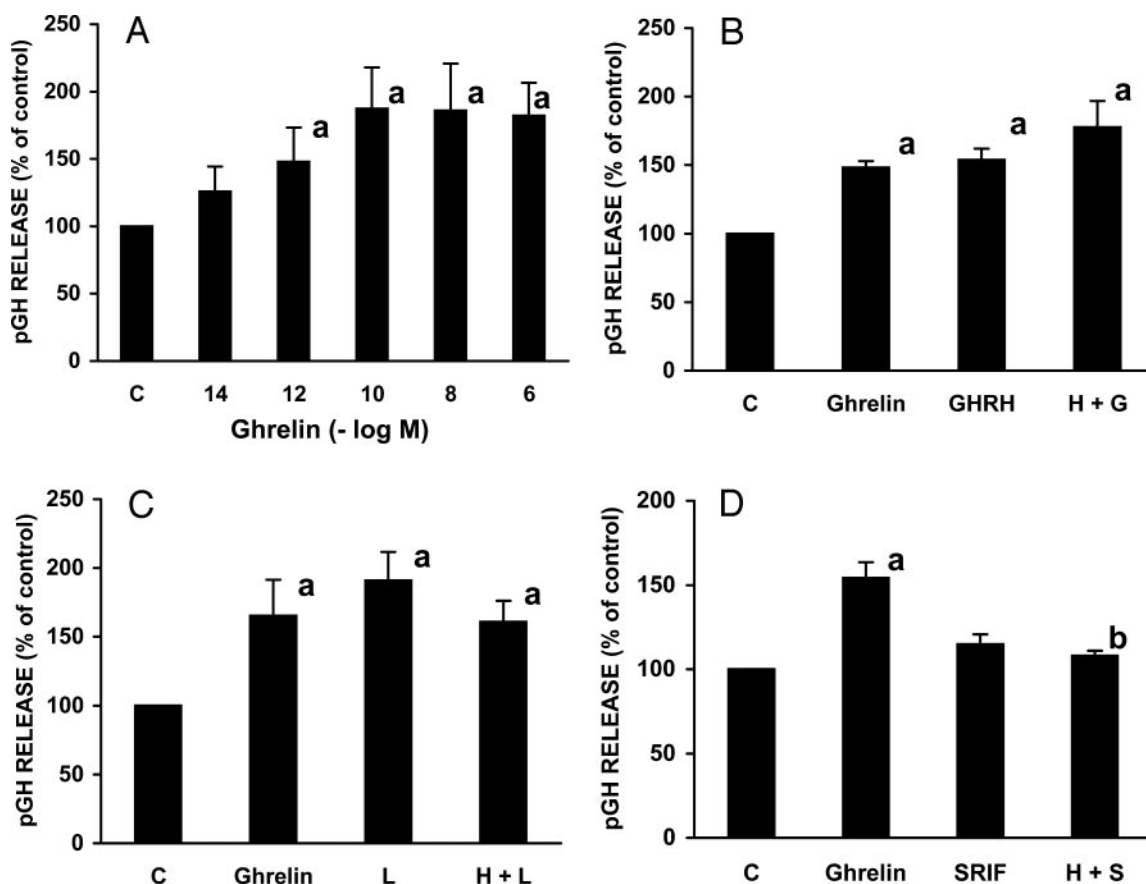 A
pGH RELEASE (% of control)
250
200
150
100
50
0
a
a
a
a
C 14 12 10 8 6
Ghrelin (- log M)
B
pGH RELEASE (% of control)
250
200
150
100
50
0
a
a
a
C Ghrelin GHRH H + G
C
pGH RELEASE (% of control)
250
200
150
100
50
0
a
a
a
C Ghrelin L H + L
D
pGH RELEASE (% of control)
200
150
100
50
0
a
b
C Ghrelin SRIF H + S